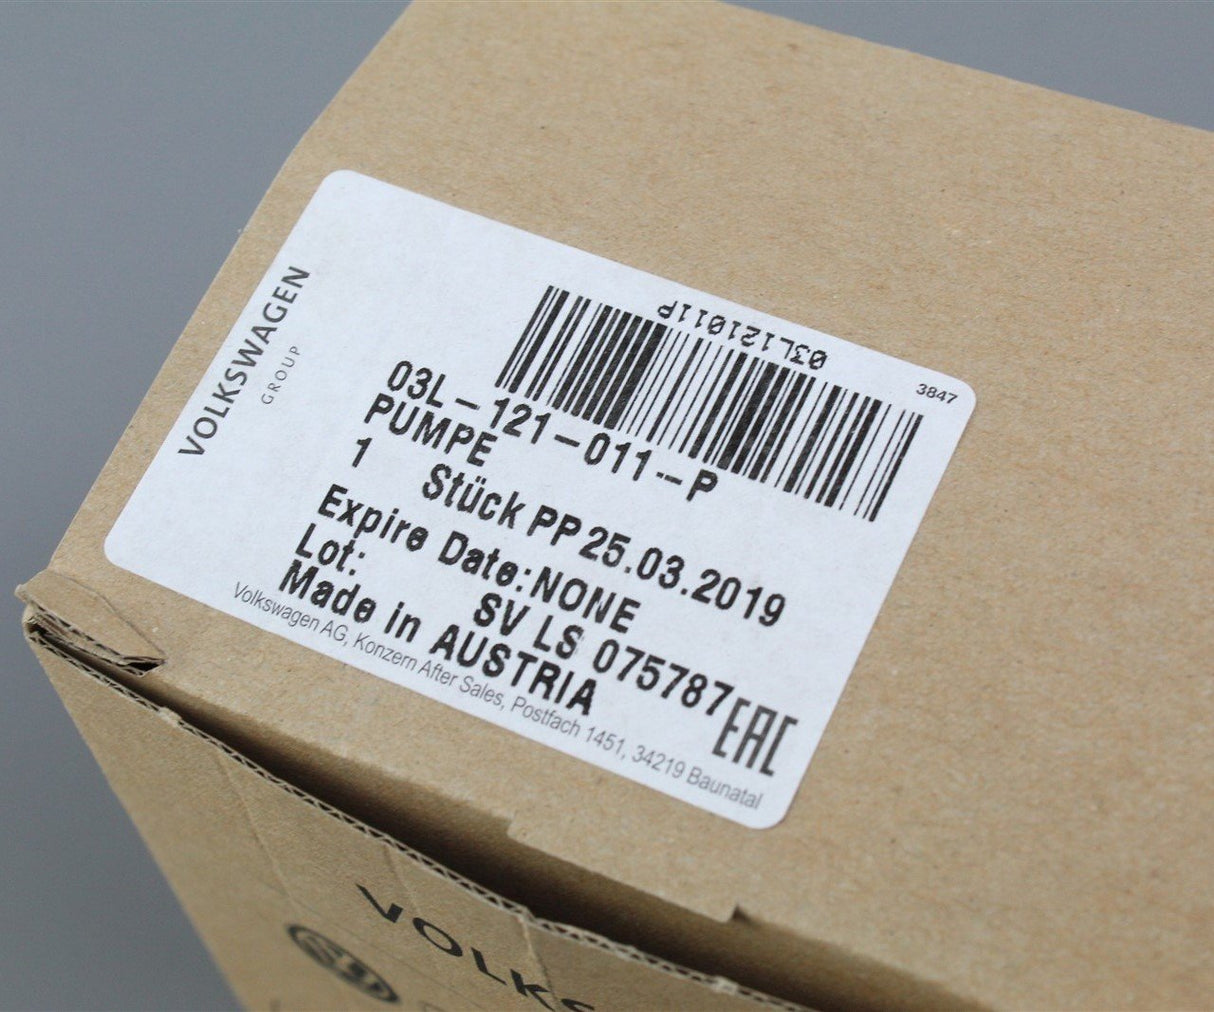 VOLKSWAGEN
GROUP
03L121011P
3847
03L-121-011--P
PUMPE
1 Stück PP 25.03.2019
Expire Date:NONE
Lot: SV LS 075787
Made in AUSTRIA
EAC
Volkswagen AG, Konzern After Sales, Postfach 1451, 34219 Baunatal
VOLKS